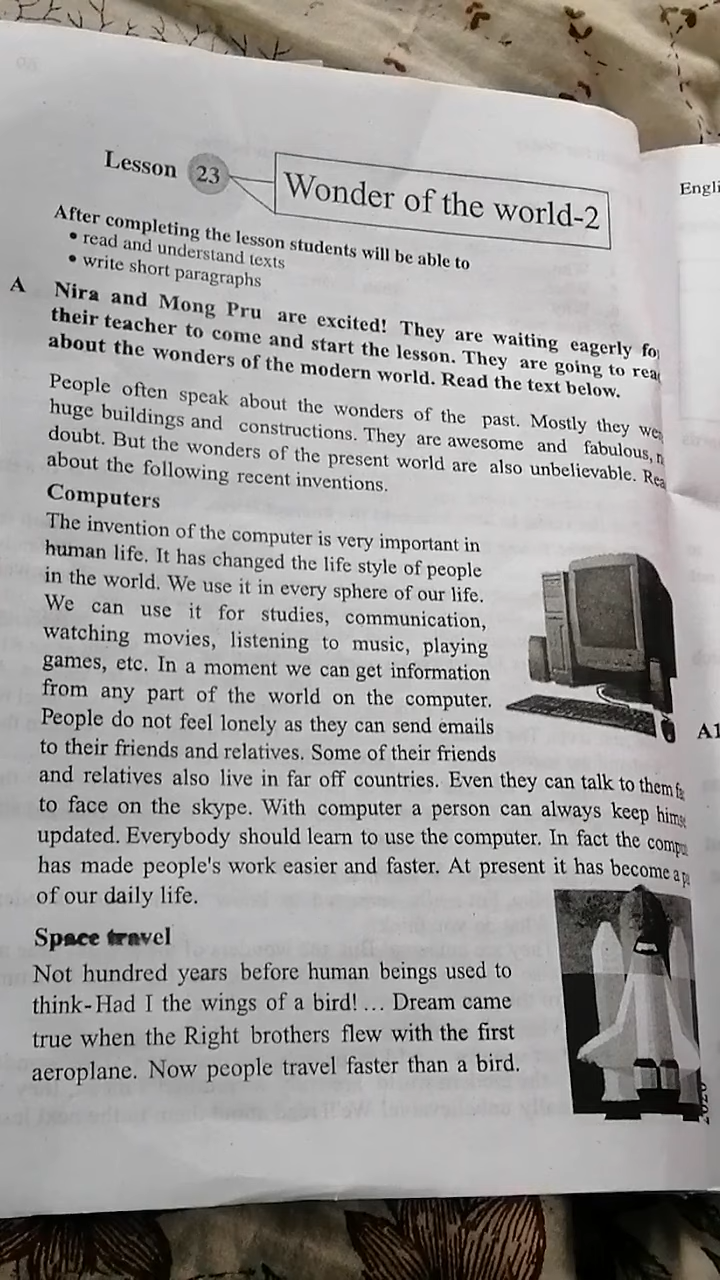 Lesson 23
Wonder of the world-2
After completing the lesson students will be able to
• read and understand texts
• write short paragraphs
A Nira and Mong Pru are excited! They are waiting eagerly fo
their teacher to come and start the lesson. They are going to rea
about the wonders of the modern world. Read the text below.
People often speak about the wonders of the past. Mostly they we
huge buildings and constructions. They are awesome and fabulous, n
doubt. But the wonders of the present world are also unbelievable. Rea
about the following recent inventions.
Computers
The invention of the computer is very important in
human life. It has changed the life style of people
in the world. We use it in every sphere of our life.
We can use it for studies, communication,
watching movies, listening to music, playing
games, etc. In a moment we can get information
from any part of the world on the computer.
People do not feel lonely as they can send emails
to their friends and relatives. Some of their friends
and relatives also live in far off countries. Even they can talk to them fa
to face on the skype. With computer a person can always keep himse
updated. Everybody should learn to use the computer. In fact the compu
has made people's work easier and faster. At present it has become a pa
of our daily life.
Space travel
Not hundred years before human beings used to
think-Had I the wings of a bird!... Dream came
true when the Right brothers flew with the first
aeroplane. Now people travel faster than a bird.
2020
Engli
A1